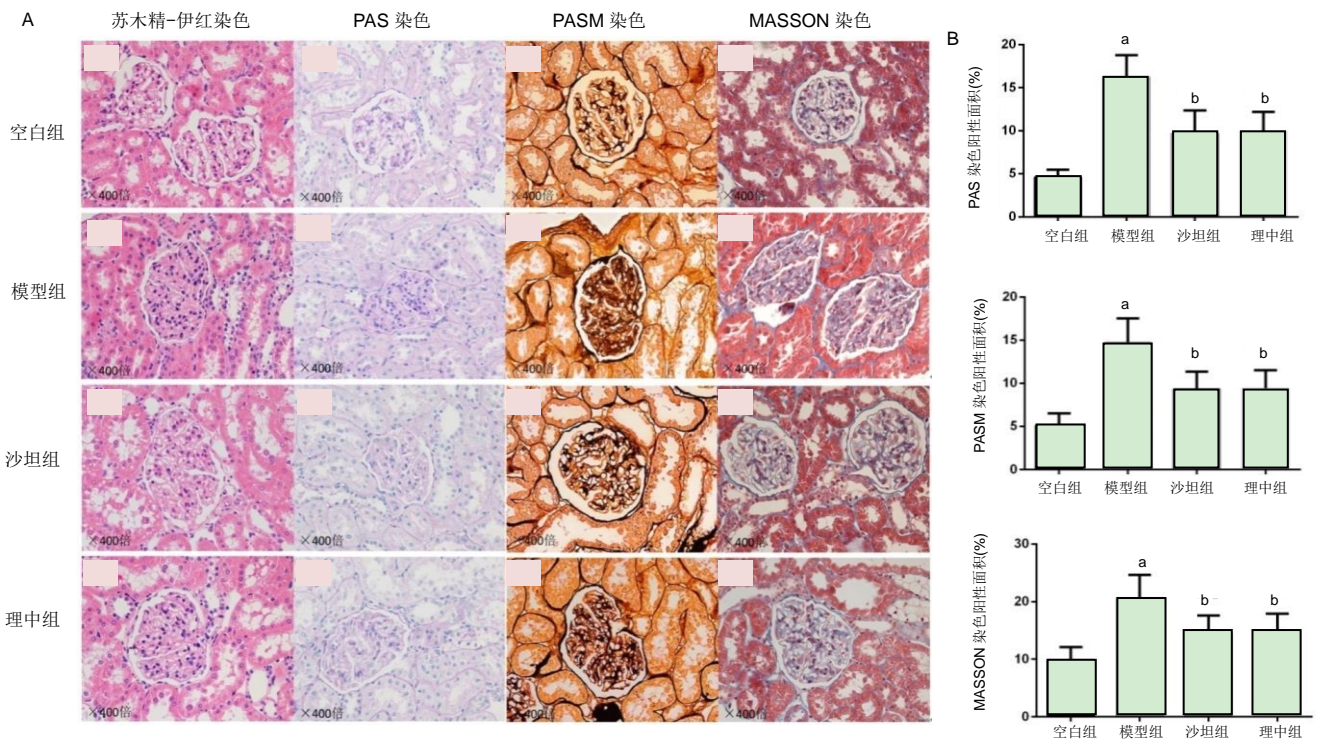 A
苏木精-伊红染色 PAS 染色 PASM 染色 MASSON 染色
空白组
×400倍 ×400倍 ×400倍 ×400倍
模型组
×400倍 ×400倍 ×400倍 ×400倍
沙坦组
×400倍 ×400倍 ×400倍 ×400倍
理中组
×400倍 ×400倍 ×400倍 ×400倍
B
PAS 染色阳性面积(%)
20
15
10
5
0
a
b
b
空白组 模型组 沙坦组 理中组
PASM 染色阳性面积(%)
20
15
10
5
0
a
b
b
空白组 模型组 沙坦组 理中组
MASSON 染色阳性面积(%)
30
20
10
0
a
b
b
空白组 模型组 沙坦组 理中组